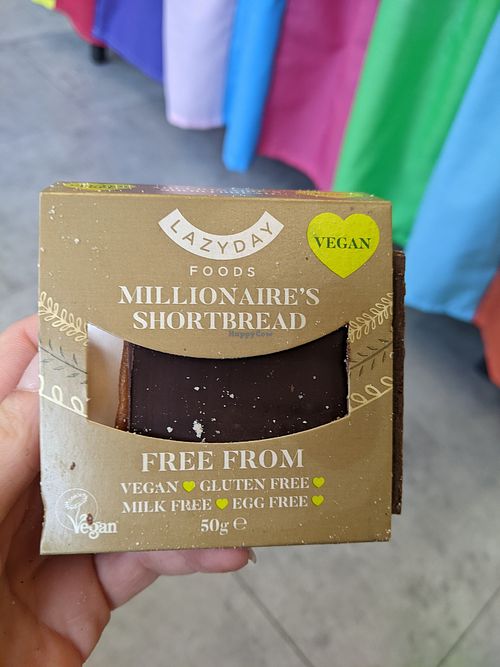 LAZYDAY
FOODS
VEGAN
MILLIONAIRE'S
SHORTBREAD
HappyCow
FREE FROM
VEGAN GLUTEN FREE
MILK FREE EGG FREE
50g ℮
Vegan